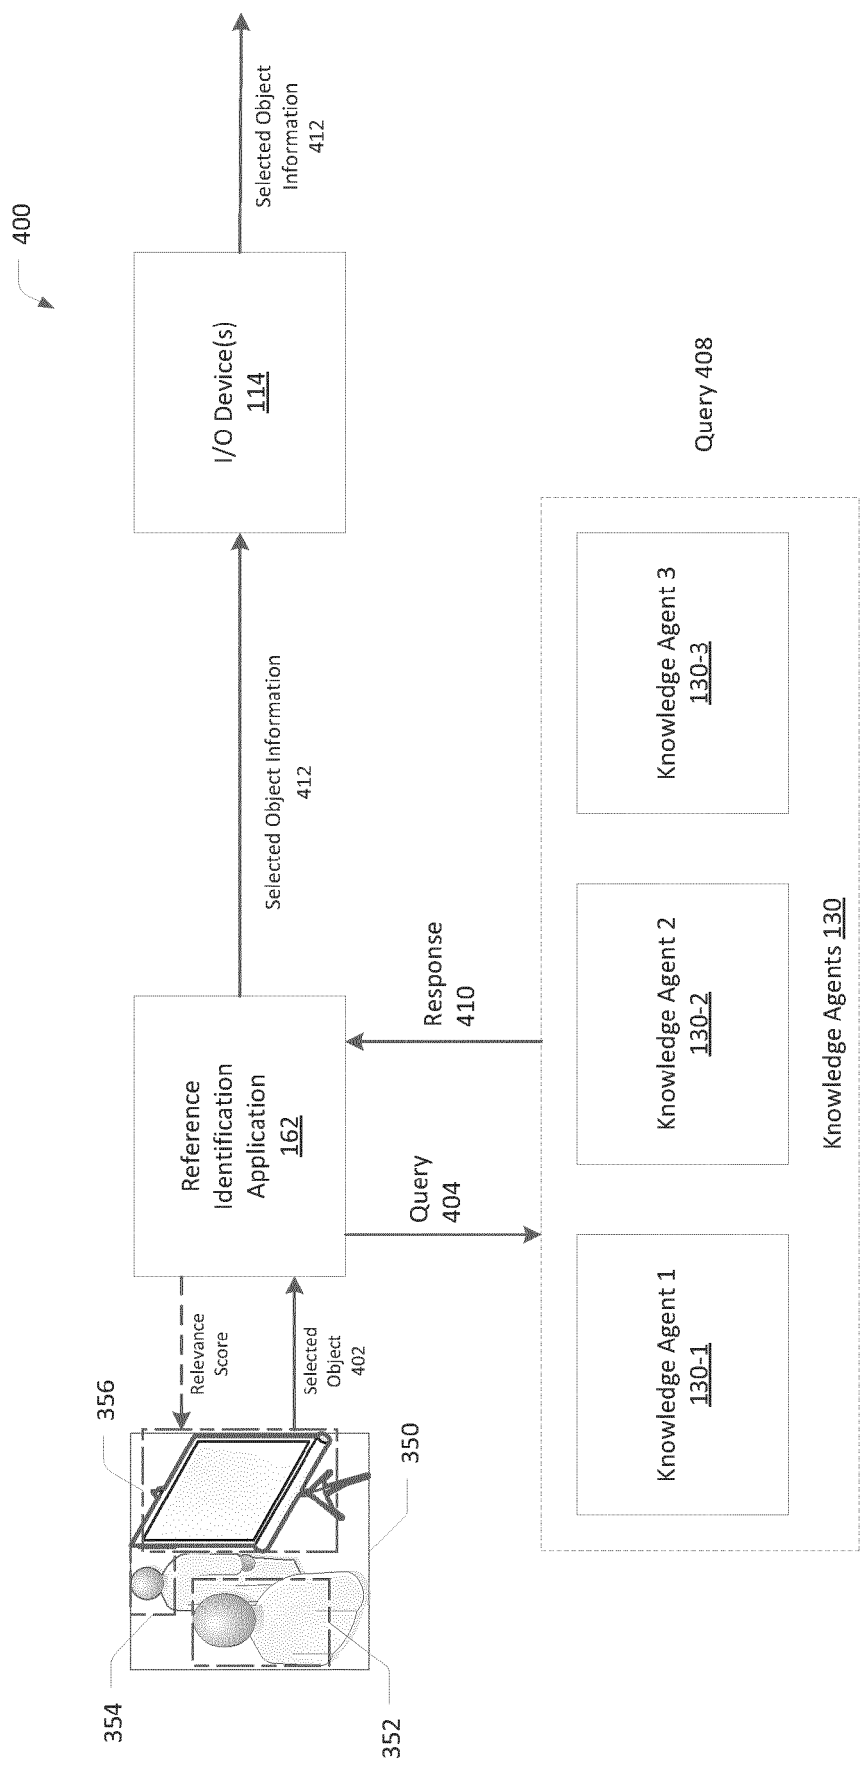 400
354
356
352
350
Relevance
Score
Selected
Object
402
Reference
Identification
Application
162
Selected Object Information
412
I/O Device(s)
114
Selected Object
Information
412
Query
404
Response
410
Query 408
Knowledge Agent 1
130-1
Knowledge Agent 2
130-2
Knowledge Agent 3
130-3
Knowledge Agents 130